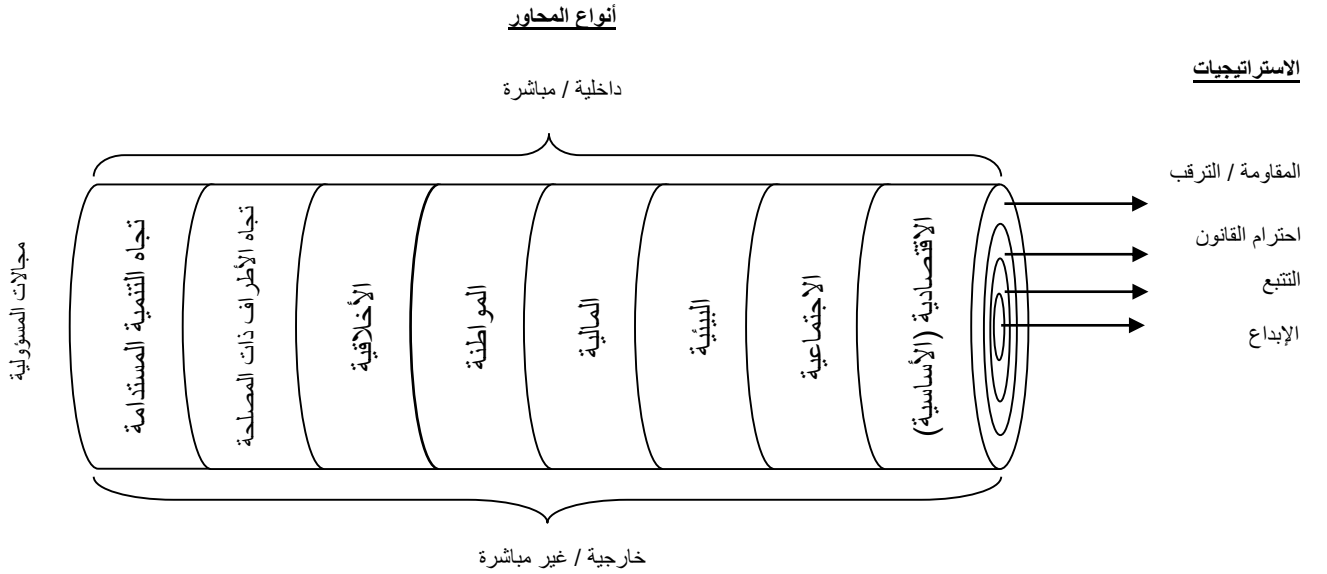 أنواع المحاور
الاستراتيجيات
داخلية / مباشرة
المقاومة / الترقب
احترام القانون
التتبع
الإبداع
الاقتصادية (الأساسية)
الاجتماعية
البيئية
المالية
المواطنة
الأخلاقية
تجاه الأطراف ذات المصلحة
تجاه التنمية المستدامة
مجالات المسؤولية
خارجية / غير مباشرة